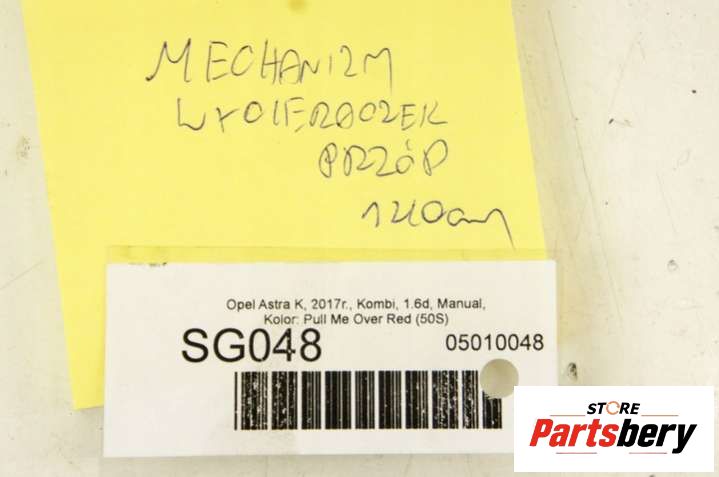 MECHANIZM
WYCIERACZEK
PRZÓD
Opel Astra K, 2017r., Kombi, 1.6d, Manual,
Kolor: Pull Me Over Red (50S)
SG048 05010048
STORE
Partsbery